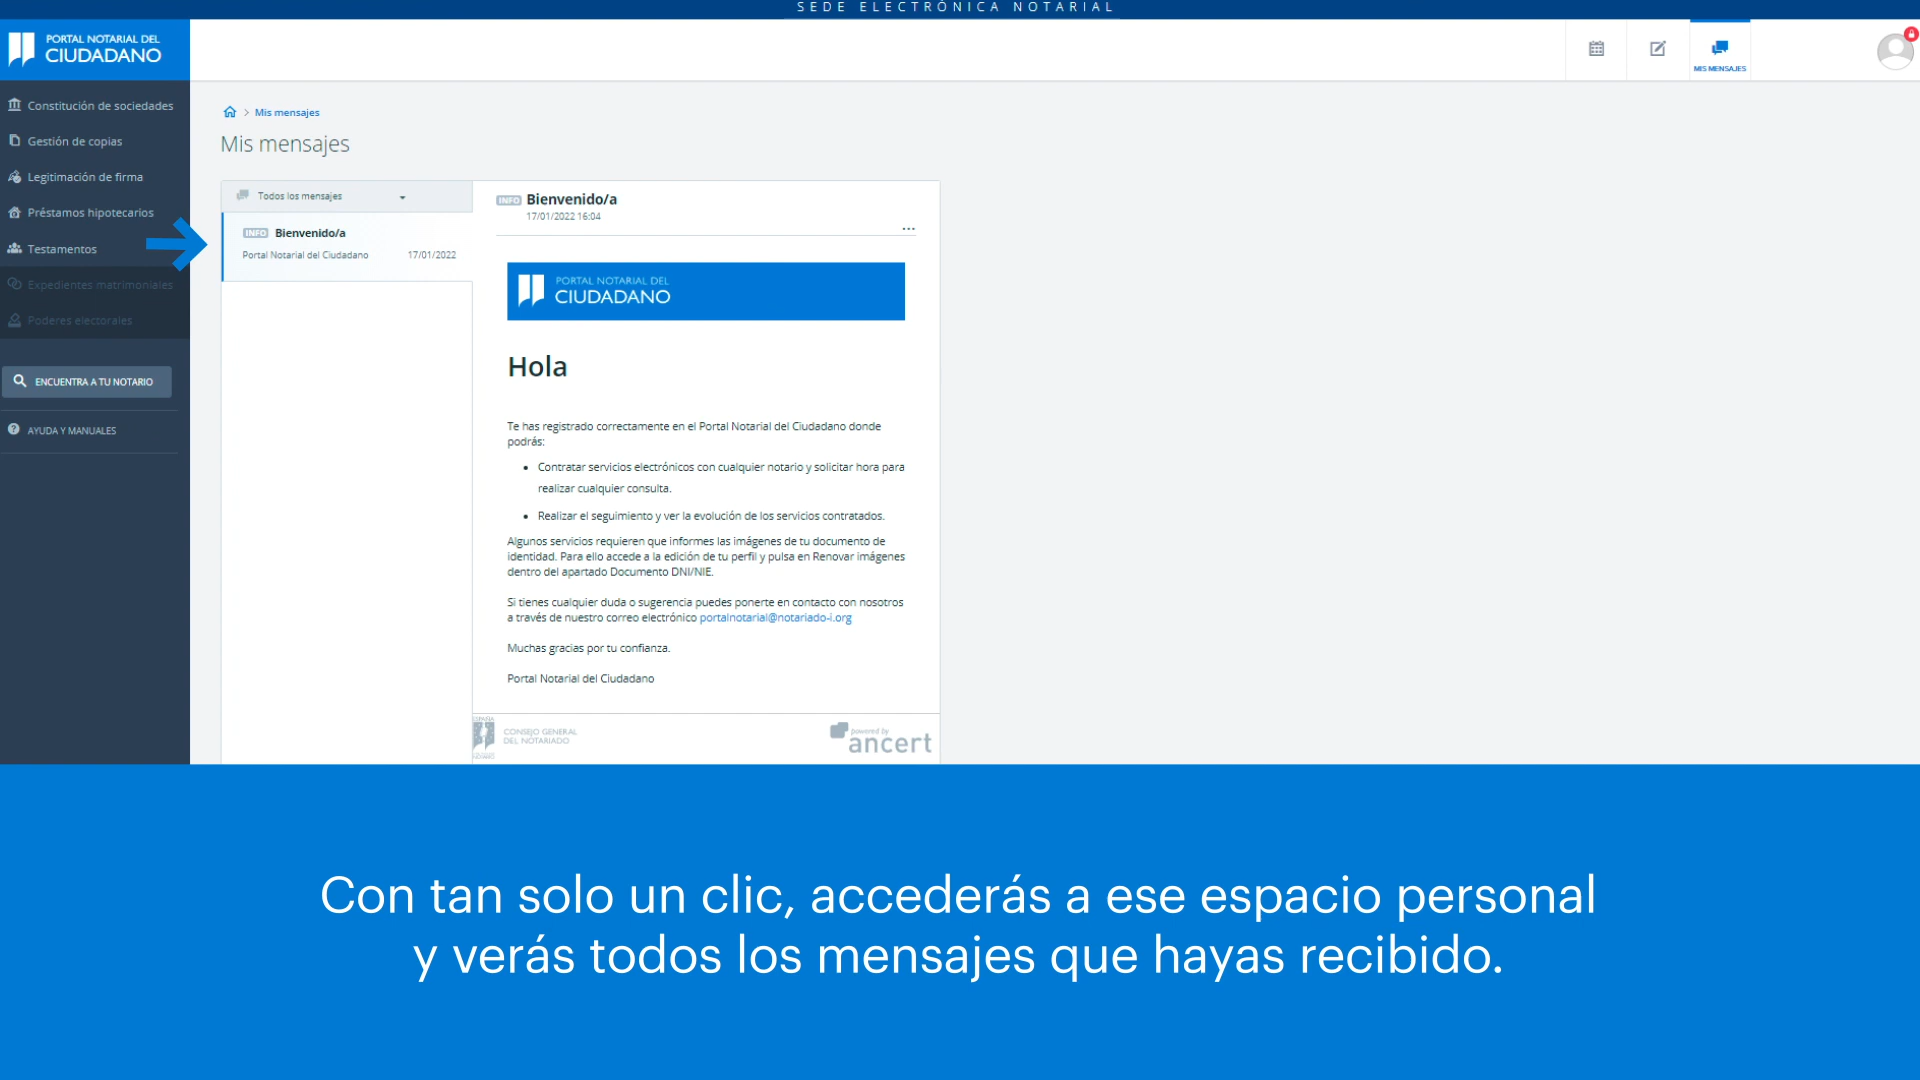 SEDE ELECTRÓNICA NOTARIAL
PORTAL NOTARIAL DEL
CIUDADANO
MIS MENSAJES
Constitución de sociedades
Gestión de copias
Legitimación de firma
Préstamos hipotecarios
Testamentos
Expedientes matrimoniales
Poderes electorales
ENCUENTRA A TU NOTARIO
AYUDA Y MANUALES
> Mis mensajes
Mis mensajes
Todos los mensajes
INFO Bienvenido/a
Portal Notarial del Ciudadano 17/01/2022
INFO Bienvenido/a
17/01/2022 16:04
...
PORTAL NOTARIAL DEL
CIUDADANO
Hola
Te has registrado correctamente en el Portal Notarial del Ciudadano donde
podrás:
• Contratar servicios electrónicos con cualquier notario y solicitar hora para
realizar cualquier consulta.
• Realizar el seguimiento y ver la evolución de los servicios contratados.
Algunos servicios requieren que informes las imágenes de tu documento de
identidad. Para ello accede a la edición de tu perfil y pulsa en Renovar imágenes
dentro del apartado Documento DNI/NIE.
Si tienes cualquier duda o sugerencia puedes ponerte en contacto con nosotros
a través de nuestro correo electrónico portalnotarial@notariado-i.org
Muchas gracias por tu confianza.
Portal Notarial del Ciudadano
ESPAÑA
CONSEJO GENERAL
DEL NOTARIADO
powered by
ancert
Con tan solo un clic, accederás a ese espacio personal
y verás todos los mensajes que hayas recibido.